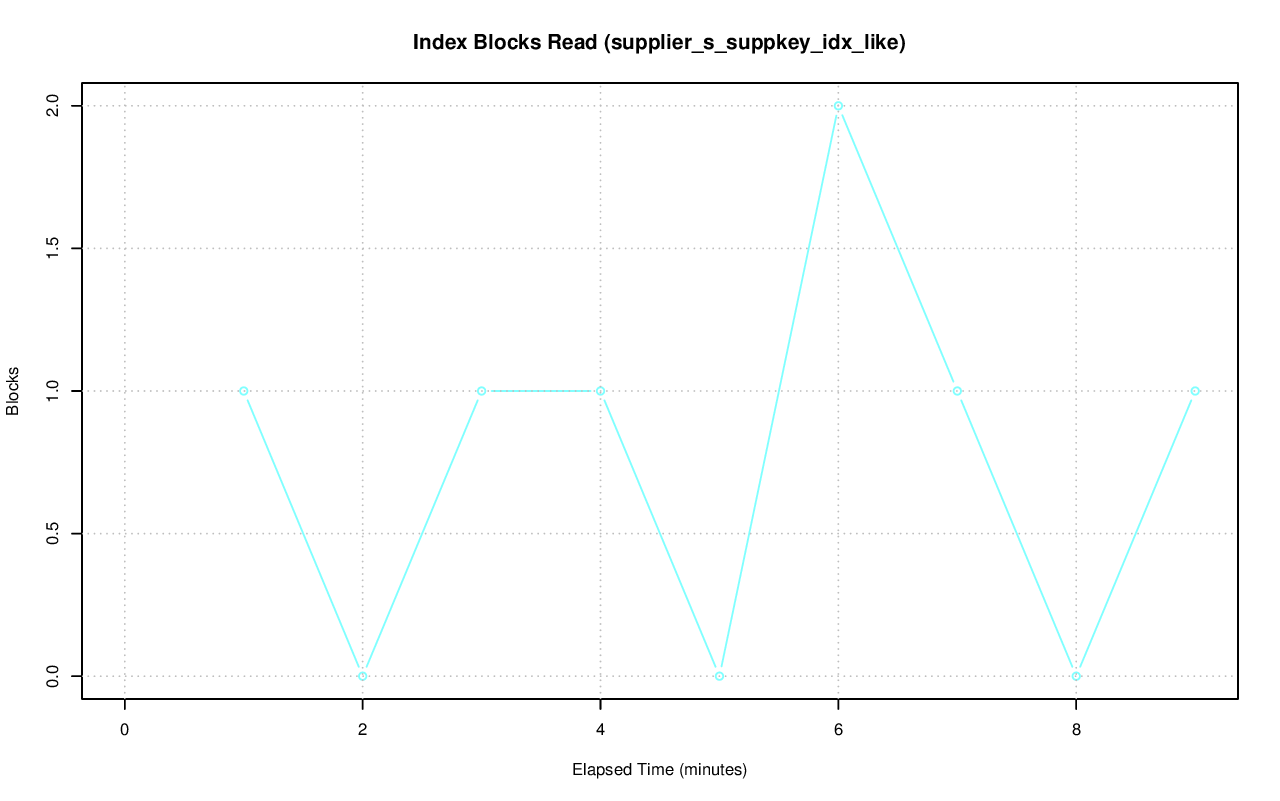 Index Blocks Read (supplier_s_suppkey_idx_like)
2.0
1.5
1.0
0.5
0.0
Blocks
0 2 4 6 8
Elapsed Time (minutes)